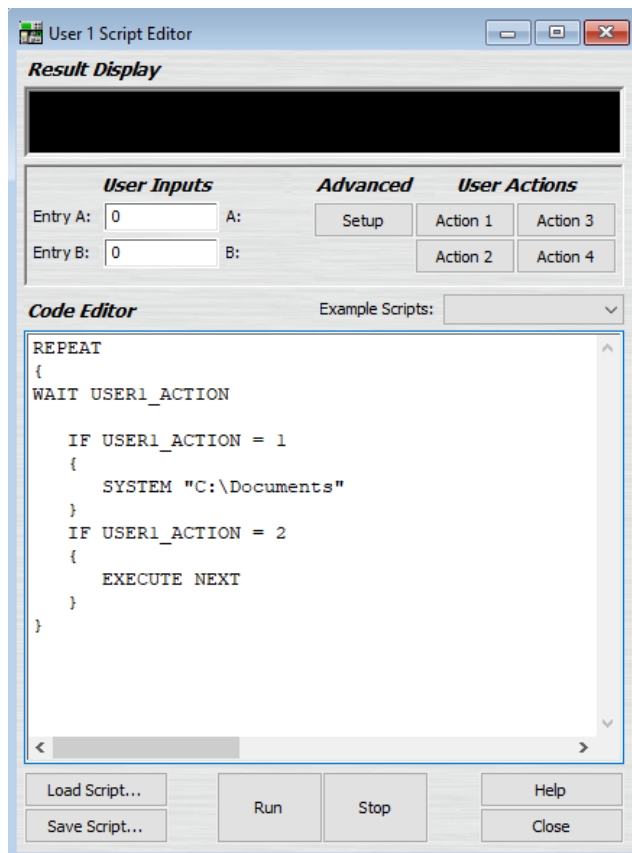 User 1 Script Editor
Result Display
User Inputs Advanced User Actions
Entry A: 0 A: Setup Action 1 Action 3
Entry B: 0 B: Action 2 Action 4
Code Editor Example Scripts:
REPEAT
{
WAIT USER1_ACTION
IF USER1_ACTION = 1
{
SYSTEM "C:\Documents"
}
IF USER1_ACTION = 2
{
EXECUTE NEXT
}
}
Load Script... Run Stop Help
Save Script... Close